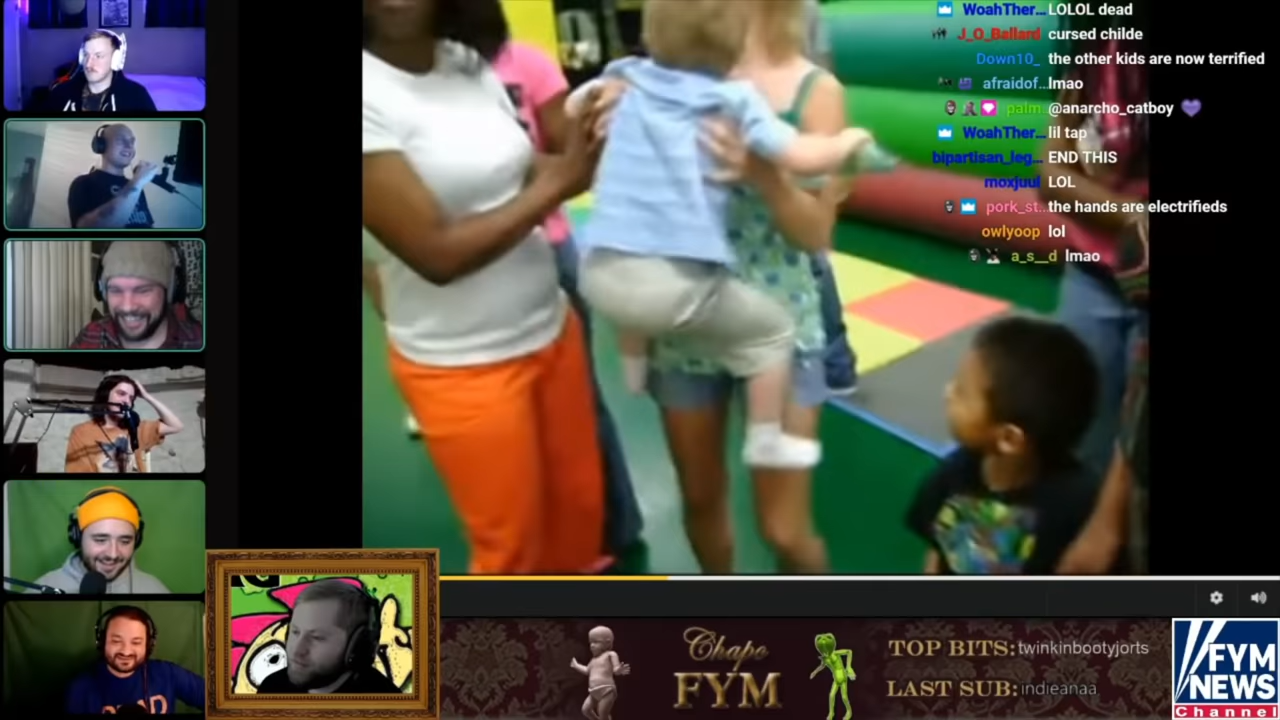 WoahTher... LOLOL dead
J_O_Ballard cursed childe
Down10_ the other kids are now terrified
afraidof... lmao
palm @anarcho_catboy
WoahTher... lil tap
bipartisan_leg... END THIS
moxjuul LOL
pork_st... the hands are electrifieds
owlyoop lol
a_s__d lmao
Chapo
FYM
TOP BITS: twinkinbootyjorts
LAST SUB: indieanaa
FYM
NEWS
Channel